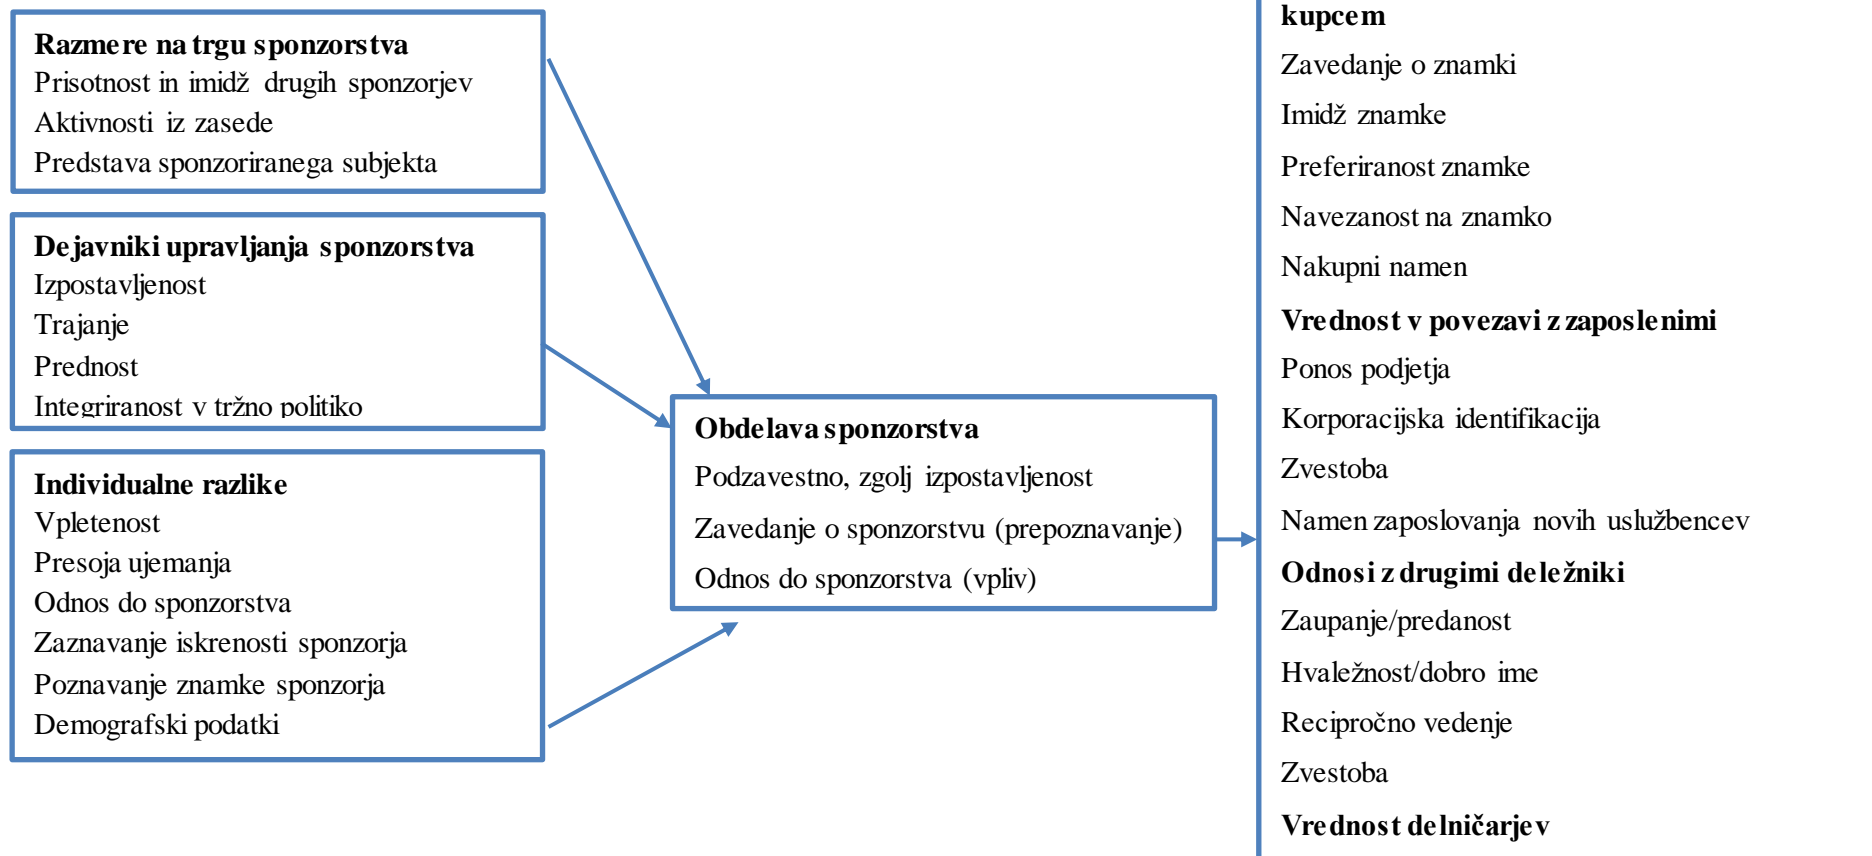 Razmere na trgu sponzorstva
Prisotnost in imidž drugih sponzorjev
Aktivnosti iz zasede
Predstava sponzoriranega subjekta
Dejavniki upravljanja sponzorstva
Izpostavljenost
Trajanje
Prednost
Integriranost v tržno politiko
Individualne razlike
Vpletenost
Presoja ujemanja
Odnos do sponzorstva
Zaznavanje iskrenosti sponzorja
Poznavanje znamke sponzorja
Demografski podatki
Obdelava sponzorstva
Podzavestno, zgolj izpostavljenost
Zavedanje o sponzorstvu (prepoznavanje)
Odnos do sponzorstva (vpliv)
kupcem
Zavedanje o znamki
Imidž znamke
Preferiranost znamke
Navezanost na znamko
Nakupni namen
Vrednost v povezavi z zaposlenimi
Ponos podjetja
Korporacijska identifikacija
Zvestoba
Namen zaposlovanja novih uslužbencev
Odnosi z drugimi deležniki
Zaupanje/predanost
Hvaležnost/dobro ime
Recipročno vedenje
Zvestoba
Vrednost delničarjev